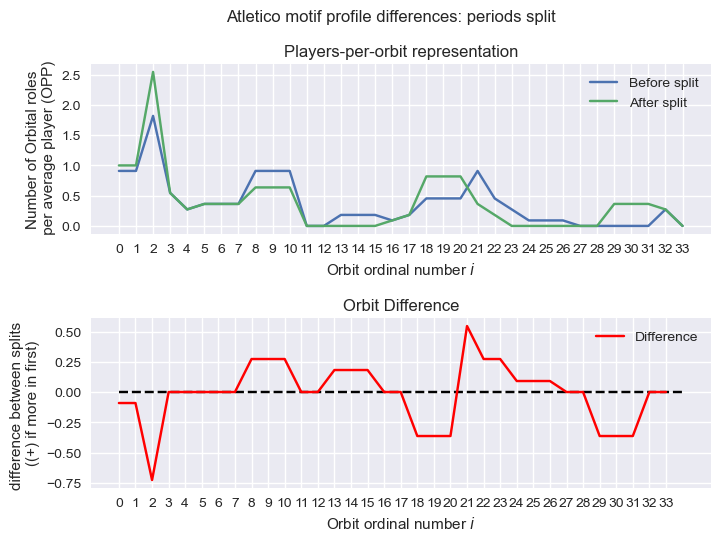 Atletico motif profile differences: periods split
Players-per-orbit representation
Number of Orbital roles
per average player (OPP)
2.5
2.0
1.5
1.0
0.5
0.0
Before split
After split
0 1 2 3 4 5 6 7 8 9 10 11 12 13 14 15 16 17 18 19 20 21 22 23 24 25 26 27 28 29 30 31 32 33
Orbit ordinal number i
Orbit Difference
difference between splits
((+) if more in first)
0.50
0.25
0.00
−0.25
−0.50
−0.75
Difference
0 1 2 3 4 5 6 7 8 9 10 11 12 13 14 15 16 17 18 19 20 21 22 23 24 25 26 27 28 29 30 31 32 33
Orbit ordinal number i